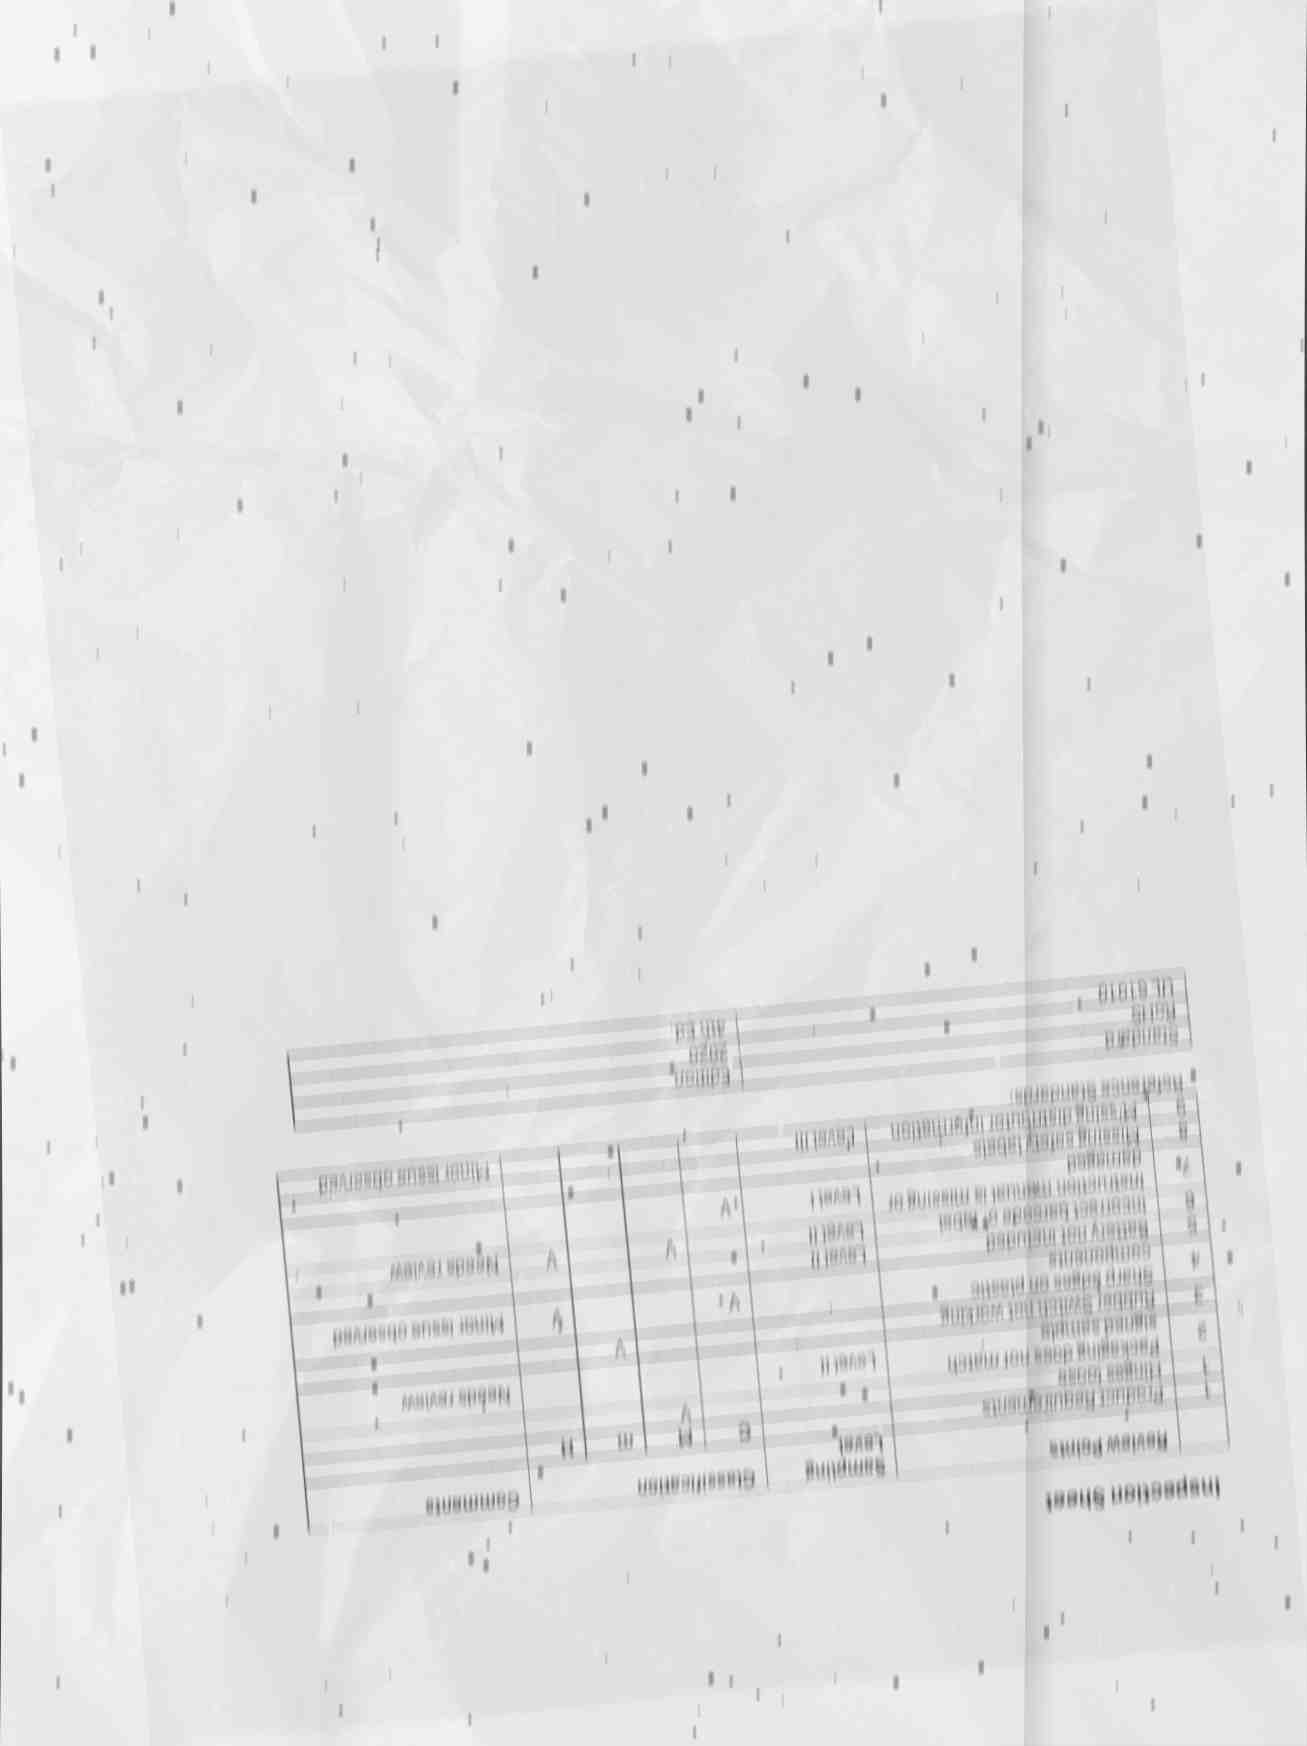 Inspection Sheet
Review Points Sampling Level Classification Comments
M m
Product Requirements
1 Hinges loose V
2 Packaging does not match signed sample Level II V Needs review
3 Rubber Switch not working V
4 Sharp edges on plastic components V Minor issue observed
5 Battery not included Level II V
6 Incorrect barcode or label Level II V Needs review
7 Instruction manual is missing or damaged Level I V
8 Missing safety labels
9 Missing distributor information Level III Minor issue observed
Reference Standards:
Standard Edition
RoHS 2020
UL 61010 4th Ed